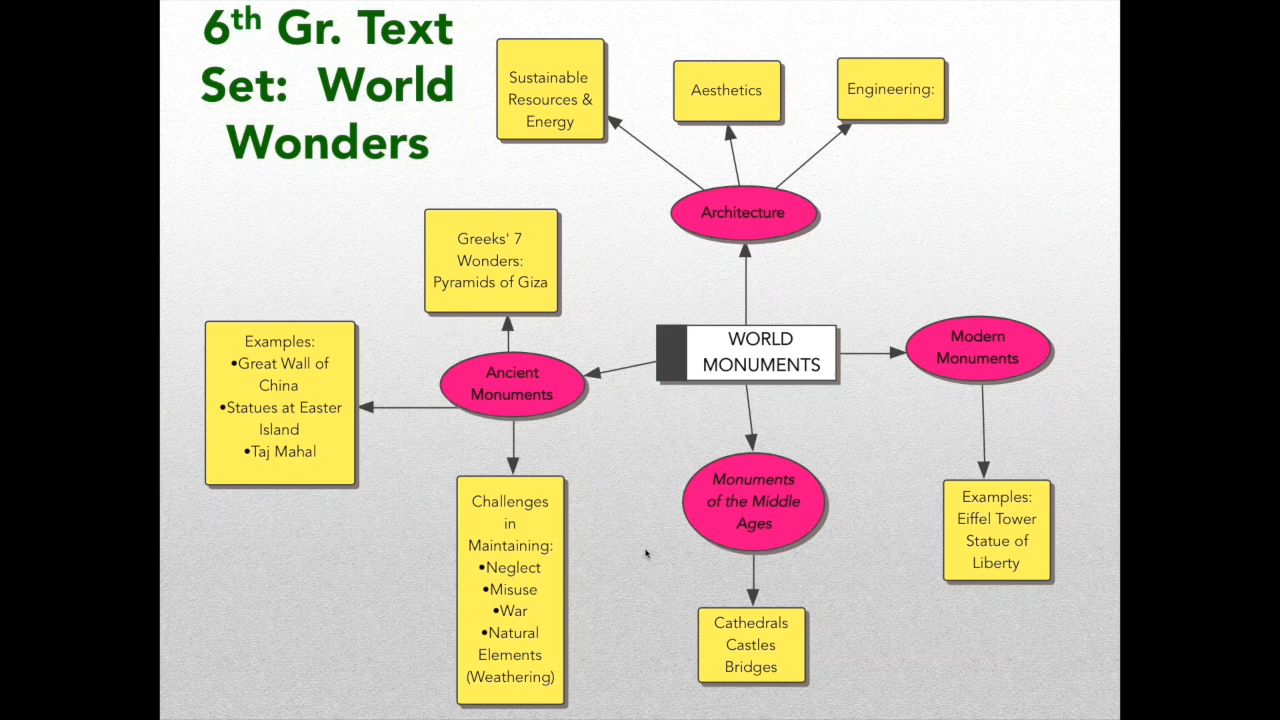 6th Gr. Text
Set: World
Wonders
Sustainable
Resources &
Energy
Aesthetics
Engineering:
Architecture
Greeks' 7
Wonders:
Pyramids of Giza
WORLD
MONUMENTS
Modern
Monuments
Examples:
•Great Wall of
China
•Statues at Easter
Island
•Taj Mahal
Ancient
Monuments
Challenges
in
Maintaining:
•Neglect
•Misuse
•War
•Natural
Elements
(Weathering)
Monuments
of the Middle
Ages
Examples:
Eiffel Tower
Statue of
Liberty
Cathedrals
Castles
Bridges